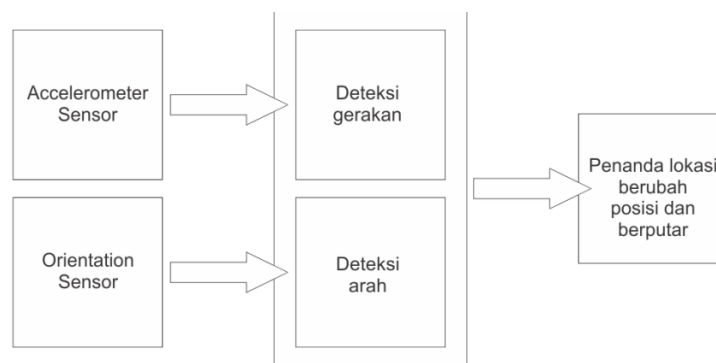 Accelerometer
Sensor
Deteksi
gerakan
Orientation
Sensor
Deteksi
arah
Penanda lokasi
berubah
posisi dan
berputar